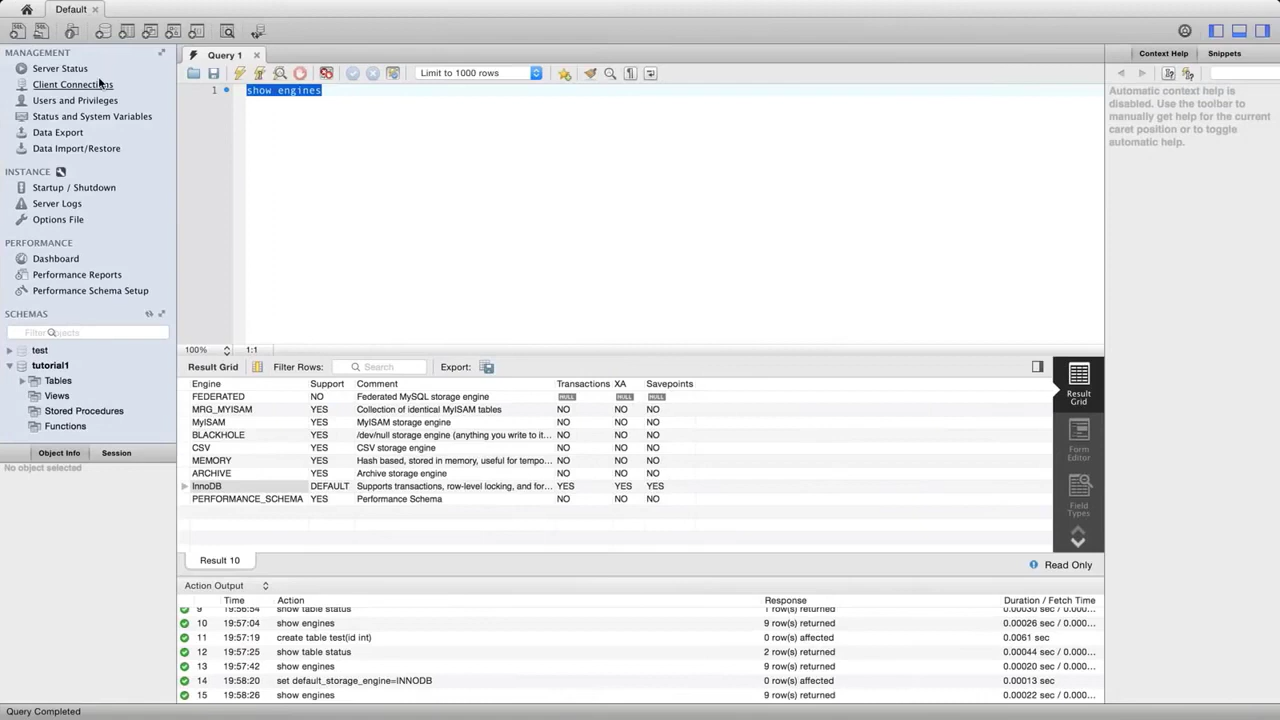 Default
MANAGEMENT
Server Status
Client Connections
Users and Privileges
Status and System Variables
Data Export
Data Import/Restore
INSTANCE
Startup / Shutdown
Server Logs
Options File
PERFORMANCE
Dashboard
Performance Reports
Performance Schema Setup
SCHEMAS
Filter objects
test
tutorial1
Tables
Views
Stored Procedures
Functions
Object Info Session
No object selected
Query 1
Limit to 1000 rows
1 show engines
100% 1:1
Result Grid Filter Rows: Search Export:
Engine Support Comment Transactions XA Savepoints
FEDERATED NO Federated MySQL storage engine NULL NULL NULL
MRG_MYISAM YES Collection of identical MyISAM tables NO NO NO
MyISAM YES MyISAM storage engine NO NO NO
BLACKHOLE YES /dev/null storage engine (anything you write to it... NO NO NO
CSV YES CSV storage engine NO NO NO
MEMORY YES Hash based, stored in memory, useful for tempo... NO NO NO
ARCHIVE YES Archive storage engine NO NO NO
InnoDB DEFAULT Supports transactions, row-level locking, and for... YES YES YES
PERFORMANCE_SCHEMA YES Performance Schema NO NO NO
Result 10
Read Only
Result
Grid
Form
Editor
Field
Types
Action Output
Time Action Response Duration / Fetch Time
9 19:56:54 show table status 1 row(s) returned 0.00030 sec / 0.000...
10 19:57:04 show engines 9 row(s) returned 0.00026 sec / 0.000...
11 19:57:19 create table test(id int) 0 row(s) affected 0.0061 sec
12 19:57:25 show table status 2 row(s) returned 0.00044 sec / 0.000...
13 19:57:42 show engines 9 row(s) returned 0.00020 sec / 0.000...
14 19:58:20 set default_storage_engine=INNODB 0 row(s) affected 0.00013 sec
15 19:58:26 show engines 9 row(s) returned 0.00022 sec / 0.000...
Context Help Snippets
Automatic context help is
disabled. Use the toolbar to
manually get help for the current
caret position or to toggle
automatic help.
Query Completed